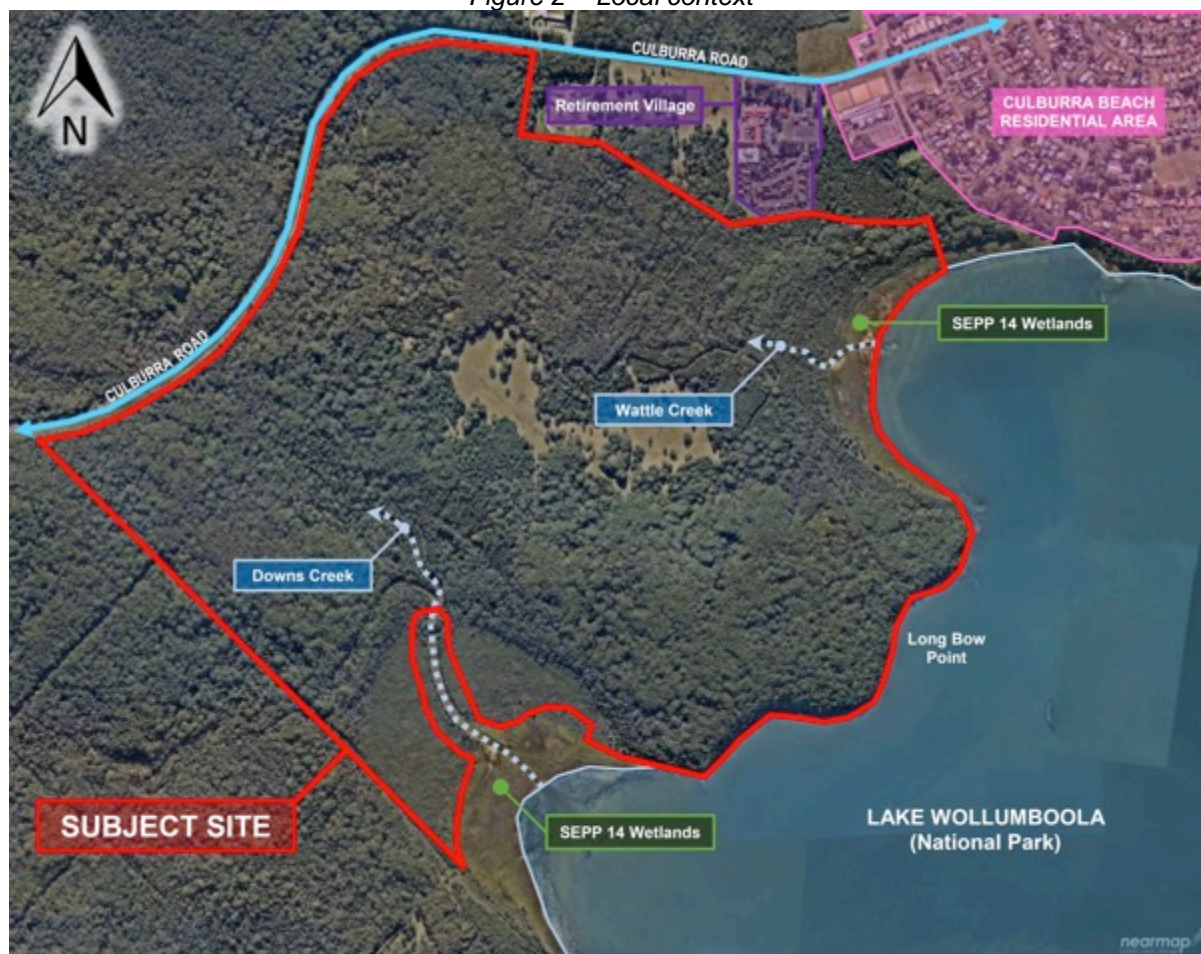 Figure 2 – Local context
N
CULBURRA ROAD
Retirement Village
CULBURRA BEACH
RESIDENTIAL AREA
SEPP 14 Wetlands
CULBURRA ROAD
Wattle Creek
Downs Creek
Long Bow
Point
SUBJECT SITE
SEPP 14 Wetlands
LAKE WOLLUMBOOLA
(National Park)
nearmap